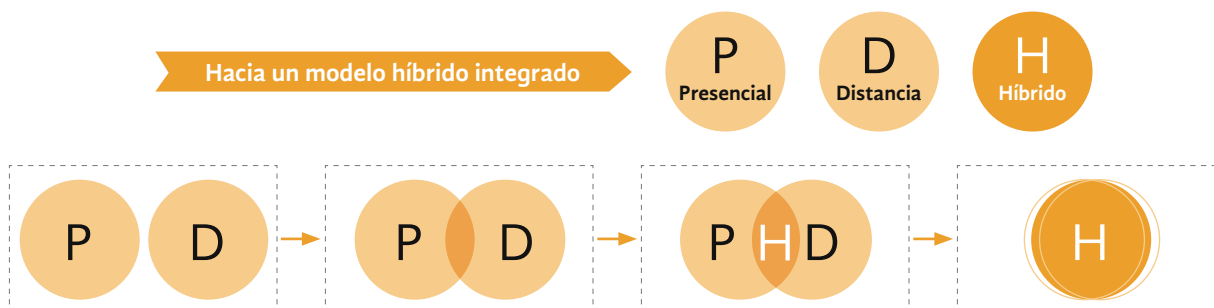 Hacia un modelo híbrido integrado
P
Presencial
D
Distancia
H
Híbrido
P D
P D
P H D
H